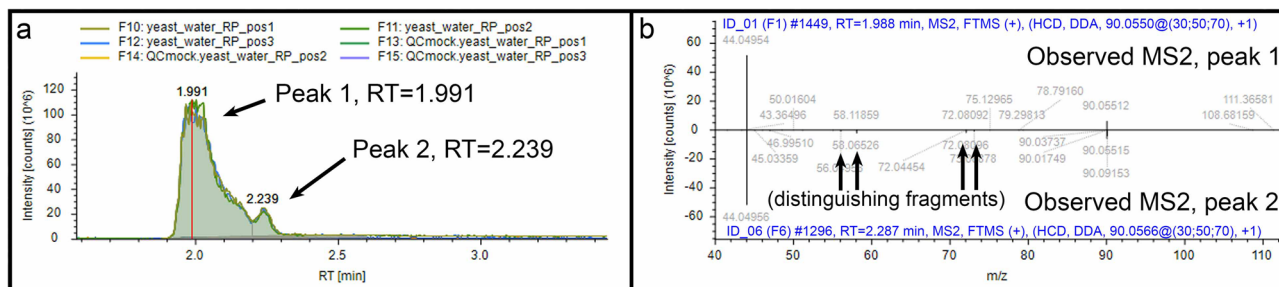 a
F10: yeast_water_RP_pos1
F11: yeast_water_RP_pos2
F12: yeast_water_RP_pos3
F13: QCmock.yeast_water_RP_pos1
F14: QCmock.yeast_water_RP_pos2
F15: QCmock.yeast_water_RP_pos3
Intensity [counts] (10^6)
120
100
80
60
40
20
0
1.991
Peak 1, RT=1.991
Peak 2, RT=2.239
2.239
2.0
2.5
3.0
RT [min]
b
ID_01 (F1) #1449, RT=1.988 min, MS2, FTMS (+), (HCD, DDA, 90.0550@(30;50;70), +1)
Observed MS2, peak 1
Intensity [counts] (10^6)
60
40
20
0
-20
-40
-60
44.04954
50.01604
43.36496
58.11859
75.12965
72.08092
78.79160
79.29813
90.05512
111.36581
108.68159
46.99510
45.03359
58.06526
72.04454
72.08096
90.03737
90.01749
90.05515
90.09153
(distinguishing fragments)
Observed MS2, peak 2
44.04956
ID_06 (F6) #1296, RT=2.287 min, MS2, FTMS (+), (HCD, DDA, 90.0566@(30;50;70), +1)
40
50
60
70
80
90
100
110
m/z